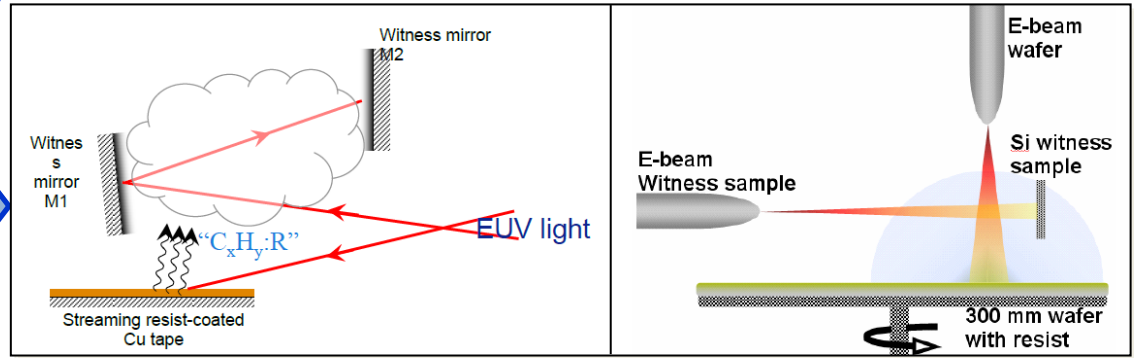 Witness mirror
M2
Witnes
s
mirror
M1
"CxHy:R"
EUV light
Streaming resist-coated
Cu tape
E-beam
wafer
Si witness
sample
E-beam
Witness sample
300 mm wafer
with resist